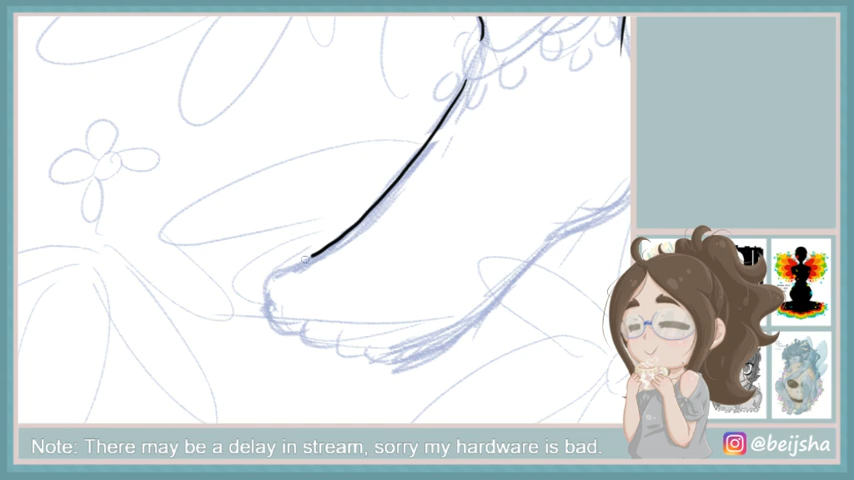 Note: There may be a delay in stream, sorry my hardware is bad.
@beijsha